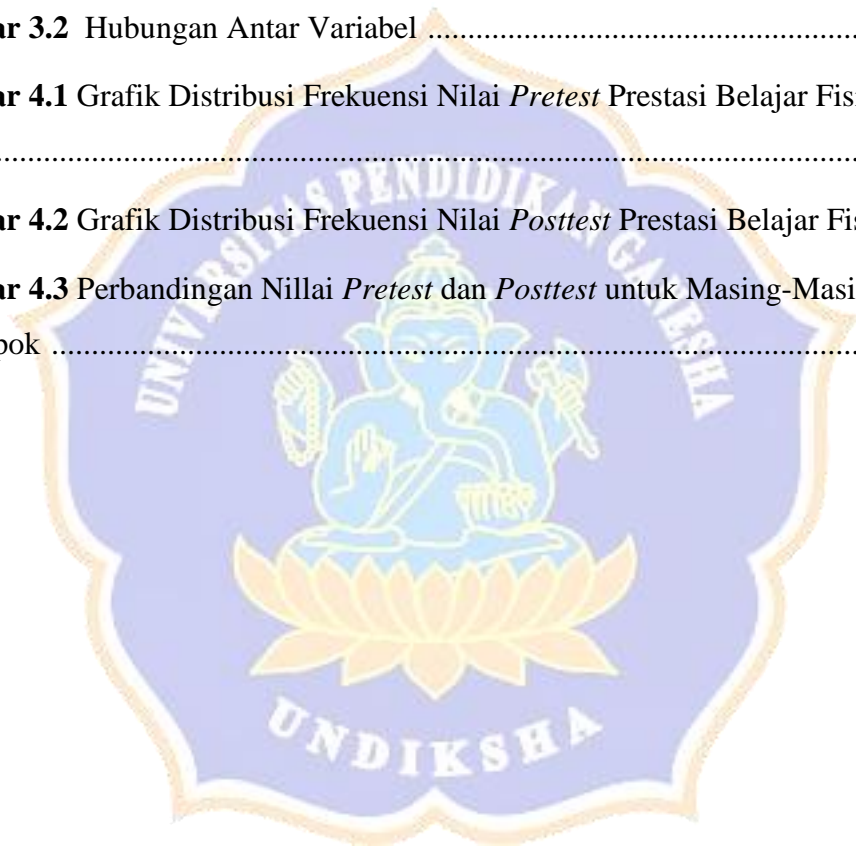 ar 3.2 Hubungan Antar Variabel ......................................................
ar 4.1 Grafik Distribusi Frekuensi Nilai Pretest Prestasi Belajar Fis
..........................................................................................................
ar 4.2 Grafik Distribusi Frekuensi Nilai Posttest Prestasi Belajar Fis
ar 4.3 Perbandingan Nillai Pretest dan Posttest untuk Masing-Masi
pok ....................................................................................................
UNIVERSITAS PENDIDIKAN GANESHA
UNDIKSHA